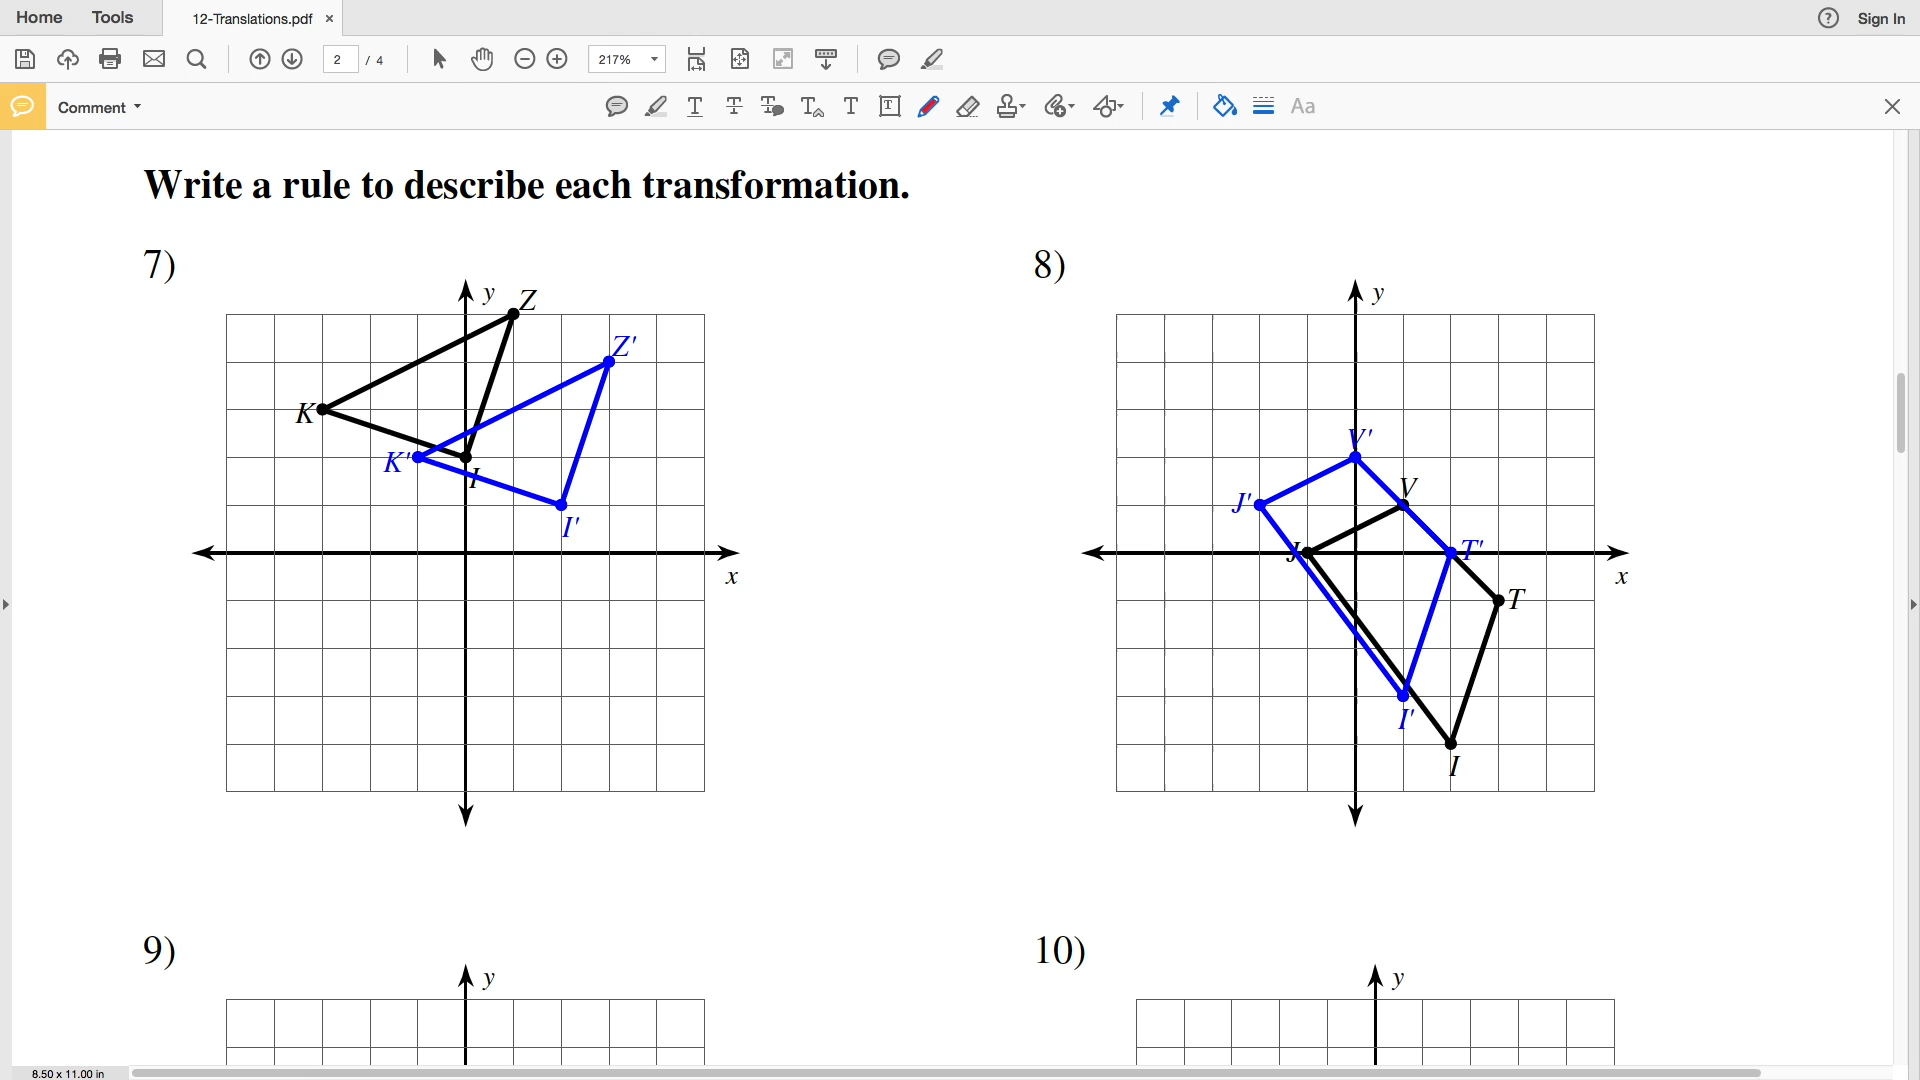 Home Tools 12-Translations.pdf × ? Sign In
2 / 4 217%
Comment T T T T T T Aa
Write a rule to describe each transformation.
7) 8)
y Z
Z'
K
K'
I
I'
x
y
V'
V
J'
J
T'
T
I'
I
x
9) 10)
y y
8.50 x 11.00 in